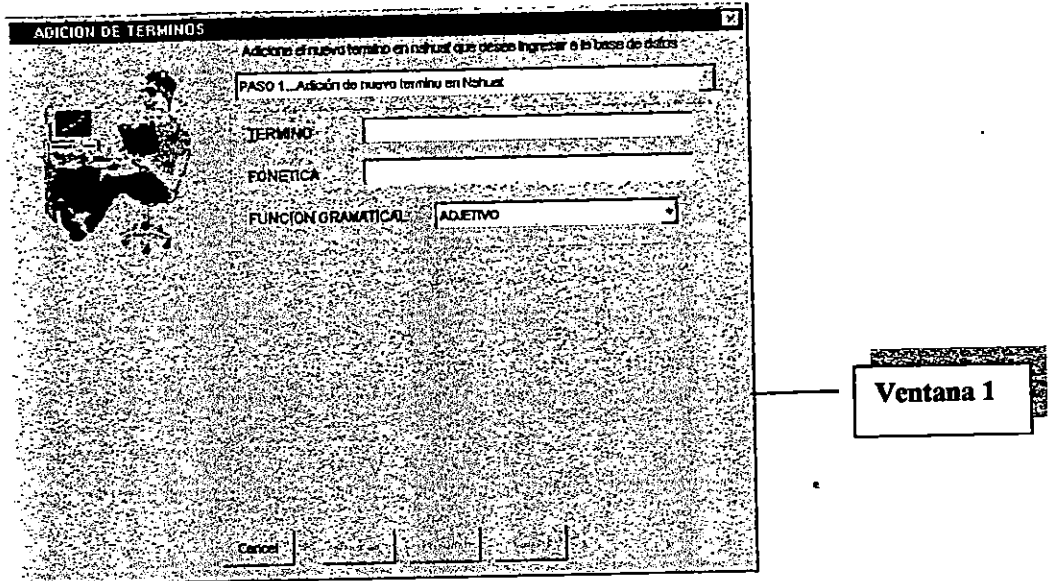 ADICION DE TERMINOS
Adicione el nuevo termino en nahuat que desea ingresar a la base de datos
PASO 1...Adición de nuevo termino en Nahuat
TERMINO
FONETICA
FUNCION GRAMATICAL
ADJETIVO
Ventana 1
Cancel